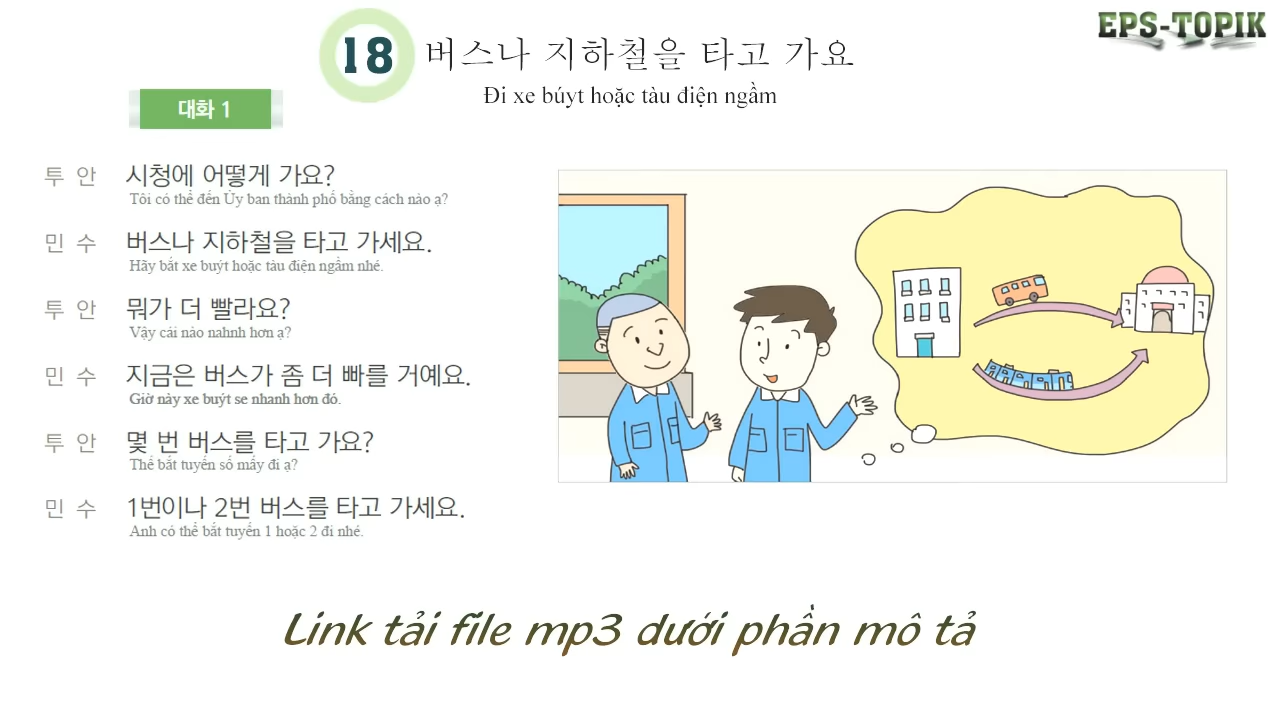 EPS-TOPIK
18 버스나 지하철을 타고 가요
Đi xe búyt hoặc tàu điện ngầm
대화 1
투 안 시청에 어떻게 가요?
Tôi có thể đến Ủy ban thành phố bằng cách nào ạ?
민 수 버스나 지하철을 타고 가세요.
Hãy bắt xe buýt hoặc tàu điện ngầm nhé.
투 안 뭐가 더 빨라요?
Vậy cái nào nahnh hơn ạ?
민 수 지금은 버스가 좀 더 빠를 거예요.
Giờ này xe buýt se nhanh hơn đó.
투 안 몇 번 버스를 타고 가요?
Thế bắt tuyến số mấy đi ạ?
민 수 1번이나 2번 버스를 타고 가세요.
Anh có thể bắt tuyến 1 hoặc 2 đi nhé.
Link tải file mp3 dưới phần mô tả